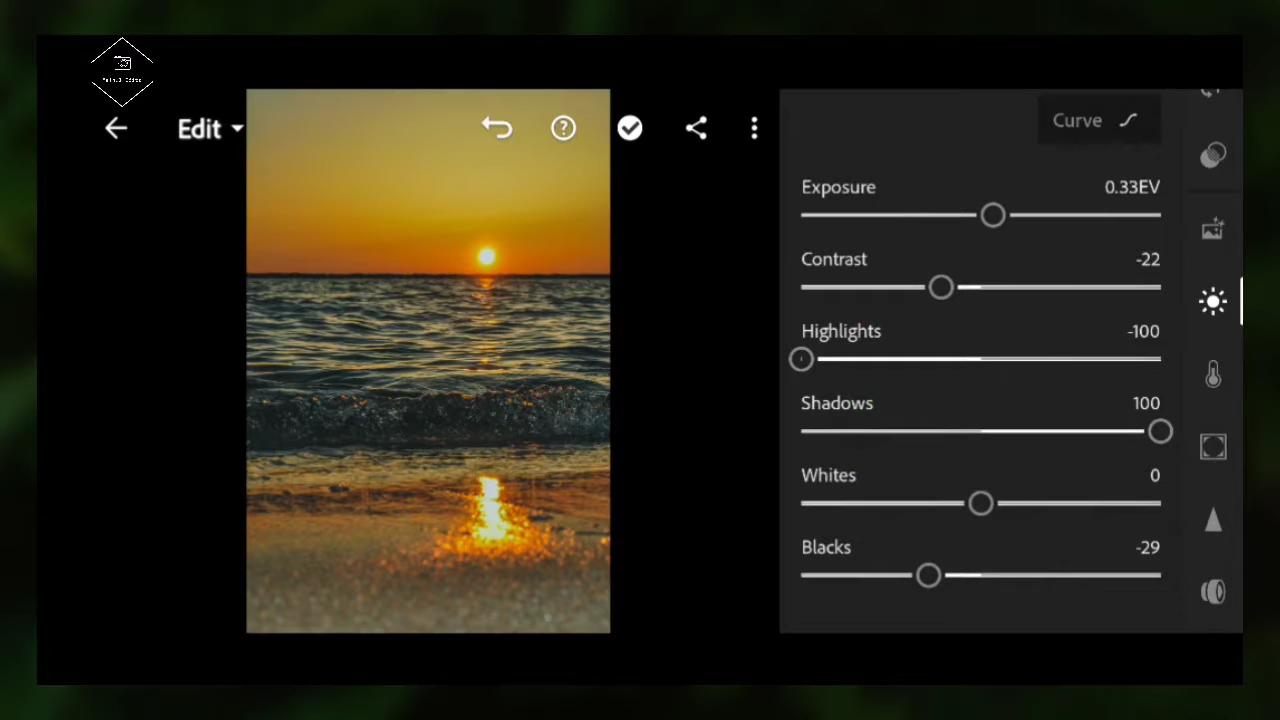 Edit
Curve
Exposure 0.33EV
Contrast -22
Highlights -100
Shadows 100
Whites 0
Blacks -29